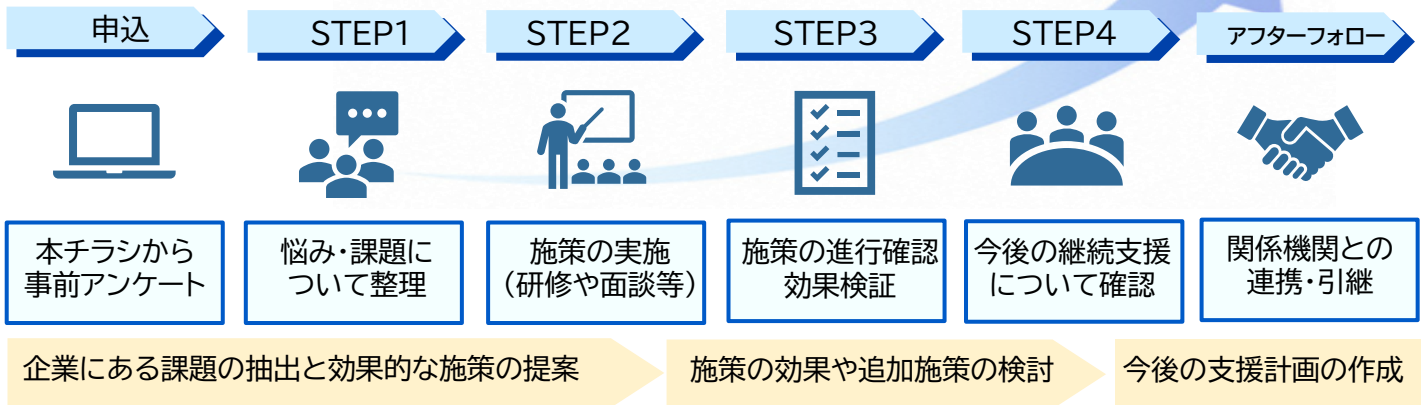 申込
STEP1
STEP2
STEP3
STEP4
アフターフォロー
本チラシから
事前アンケート
悩み・課題に
ついて整理
施策の実施
(研修や面談等)
施策の進行確認
効果検証
今後の継続支援
について確認
関係機関との
連携・引継
企業にある課題の抽出と効果的な施策の提案
施策の効果や追加施策の検討
今後の支援計画の作成